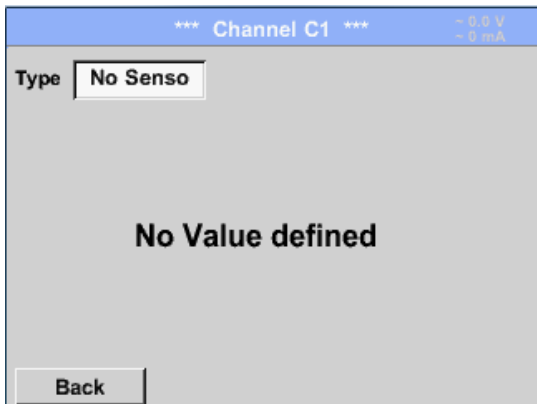 *** Channel C1 ***
~ 0.0 V
~ 0 mA
Type No Senso
No Value defined
Back